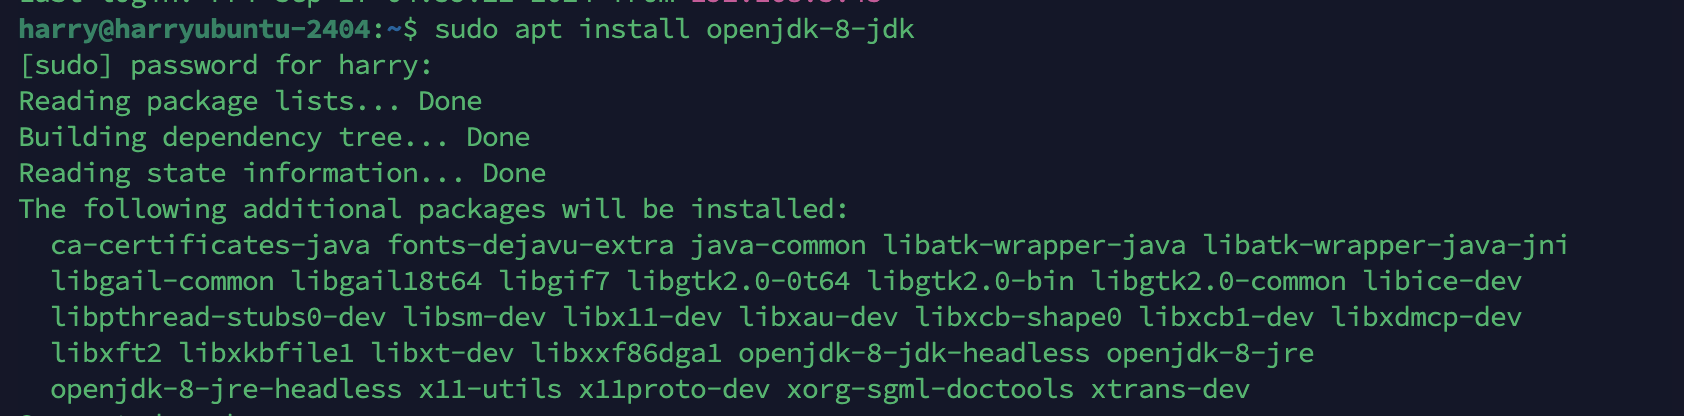 harry@harryubuntu-2404:~$ sudo apt install openjdk-8-jdk
[sudo] password for harry:
Reading package lists... Done
Building dependency tree... Done
Reading state information... Done
The following additional packages will be installed:
  ca-certificates-java fonts-dejavu-extra java-common libatk-wrapper-java libatk-wrapper-java-jni
  libgail-common libgail18t64 libgif7 libgtk2.0-0t64 libgtk2.0-bin libgtk2.0-common libice-dev
  libpthread-stubs0-dev libsm-dev libx11-dev libxau-dev libxcb-shape0 libxcb1-dev libxdmcp-dev
  libxft2 libxkbfile1 libxt-dev libxxf86dga1 openjdk-8-jdk-headless openjdk-8-jre
  openjdk-8-jre-headless x11-utils x11proto-dev xorg-sgml-doctools xtrans-dev